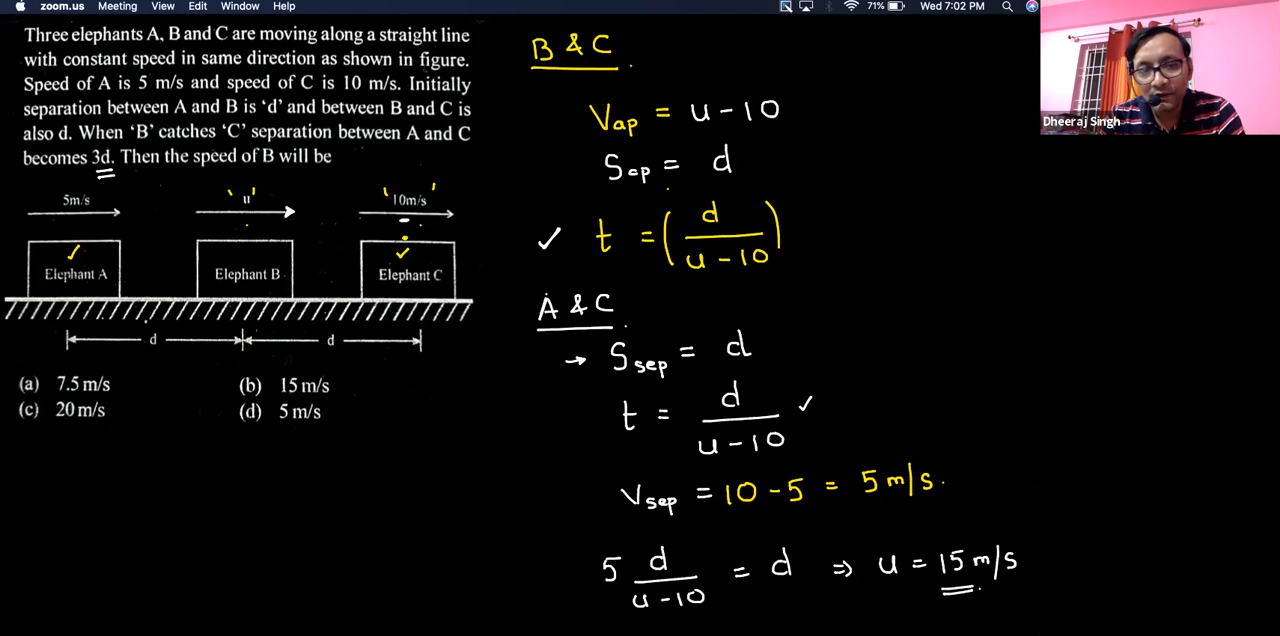 zoom.us Meeting View Edit Window Help
71% Wed 7:02 PM
Three elephants A, B and C are moving along a straight line
with constant speed in same direction as shown in figure.
Speed of A is 5 m/s and speed of C is 10 m/s. Initially
separation between A and B is ‘d’ and between B and C is
also d. When ‘B’ catches ‘C’ separation between A and C
becomes 3d. Then the speed of B will be
5m/s 'u' '10m/s'
Elephant A Elephant B Elephant C
d d
(a) 7.5 m/s (b) 15 m/s
(c) 20 m/s (d) 5 m/s
B & C
Vap = u - 10
Sap = d
✓ t = (d / u - 10)
A & C
→ Ssep = d
t = d / u - 10 ✓
Vsep = 10 - 5 = 5 m/s.
5 d / u - 10 = d ⇒ u = 15 m/s
Dheeraj Singh